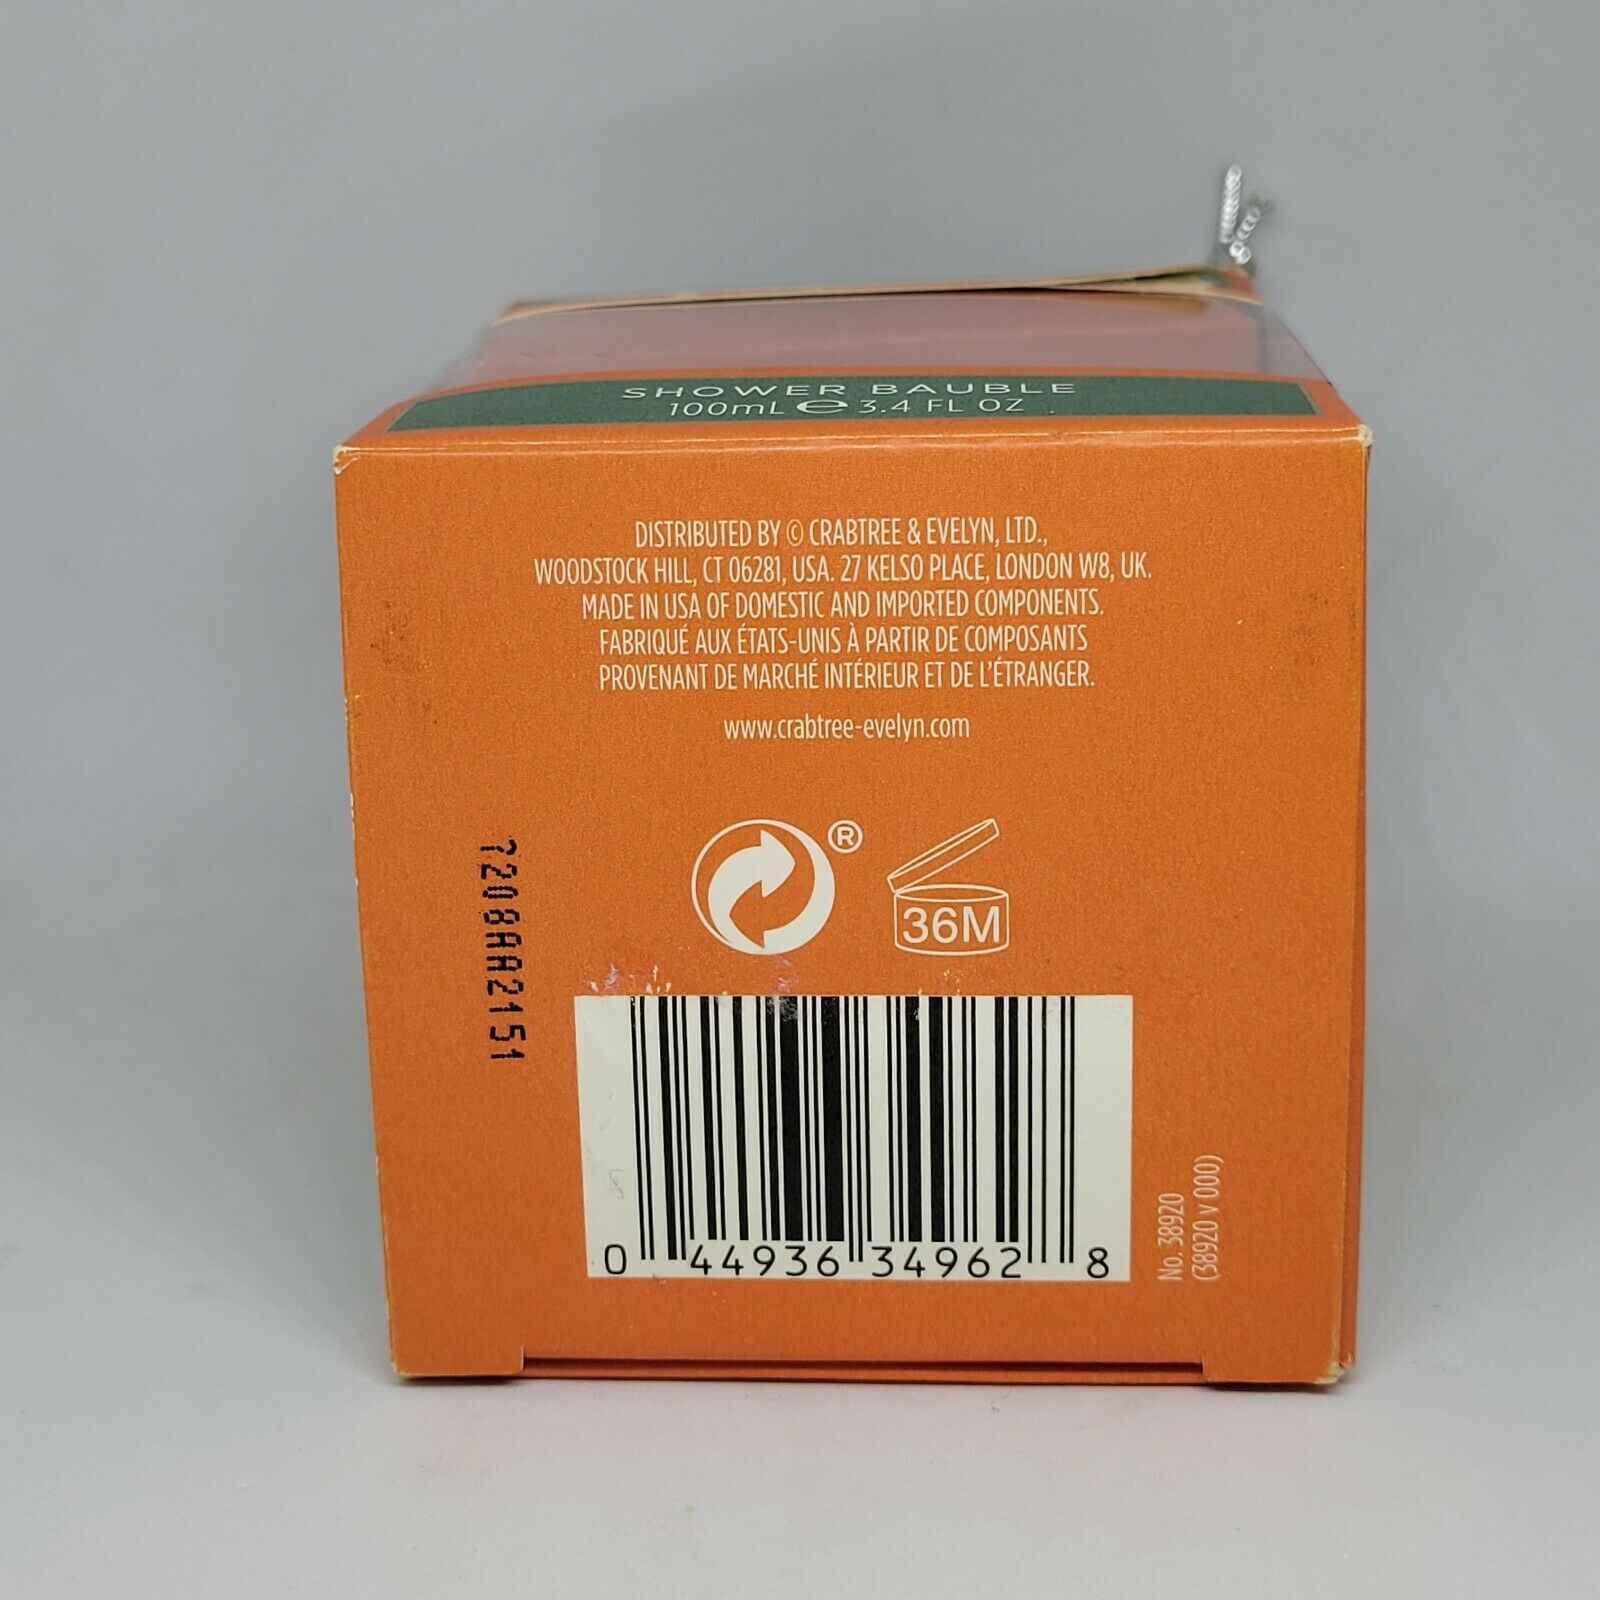 SHOWER BAUBLE
100mL e 3.4 FL OZ
DISTRIBUTED BY © CRABTREE & EVELYN, LTD.,
WOODSTOCK HILL, CT 06281, USA. 27 KELSO PLACE, LONDON W8, UK.
MADE IN USA OF DOMESTIC AND IMPORTED COMPONENTS.
FABRIQUÉ AUX ÉTATS-UNIS À PARTIR DE COMPOSANTS
PROVENANT DE MARCHÉ INTÉRIEUR ET DE L'ÉTRANGER.
www.crabtree-evelyn.com
®
36M
7208AA2151
0 44936 34962 8
No. 38920
(38920 v 000)